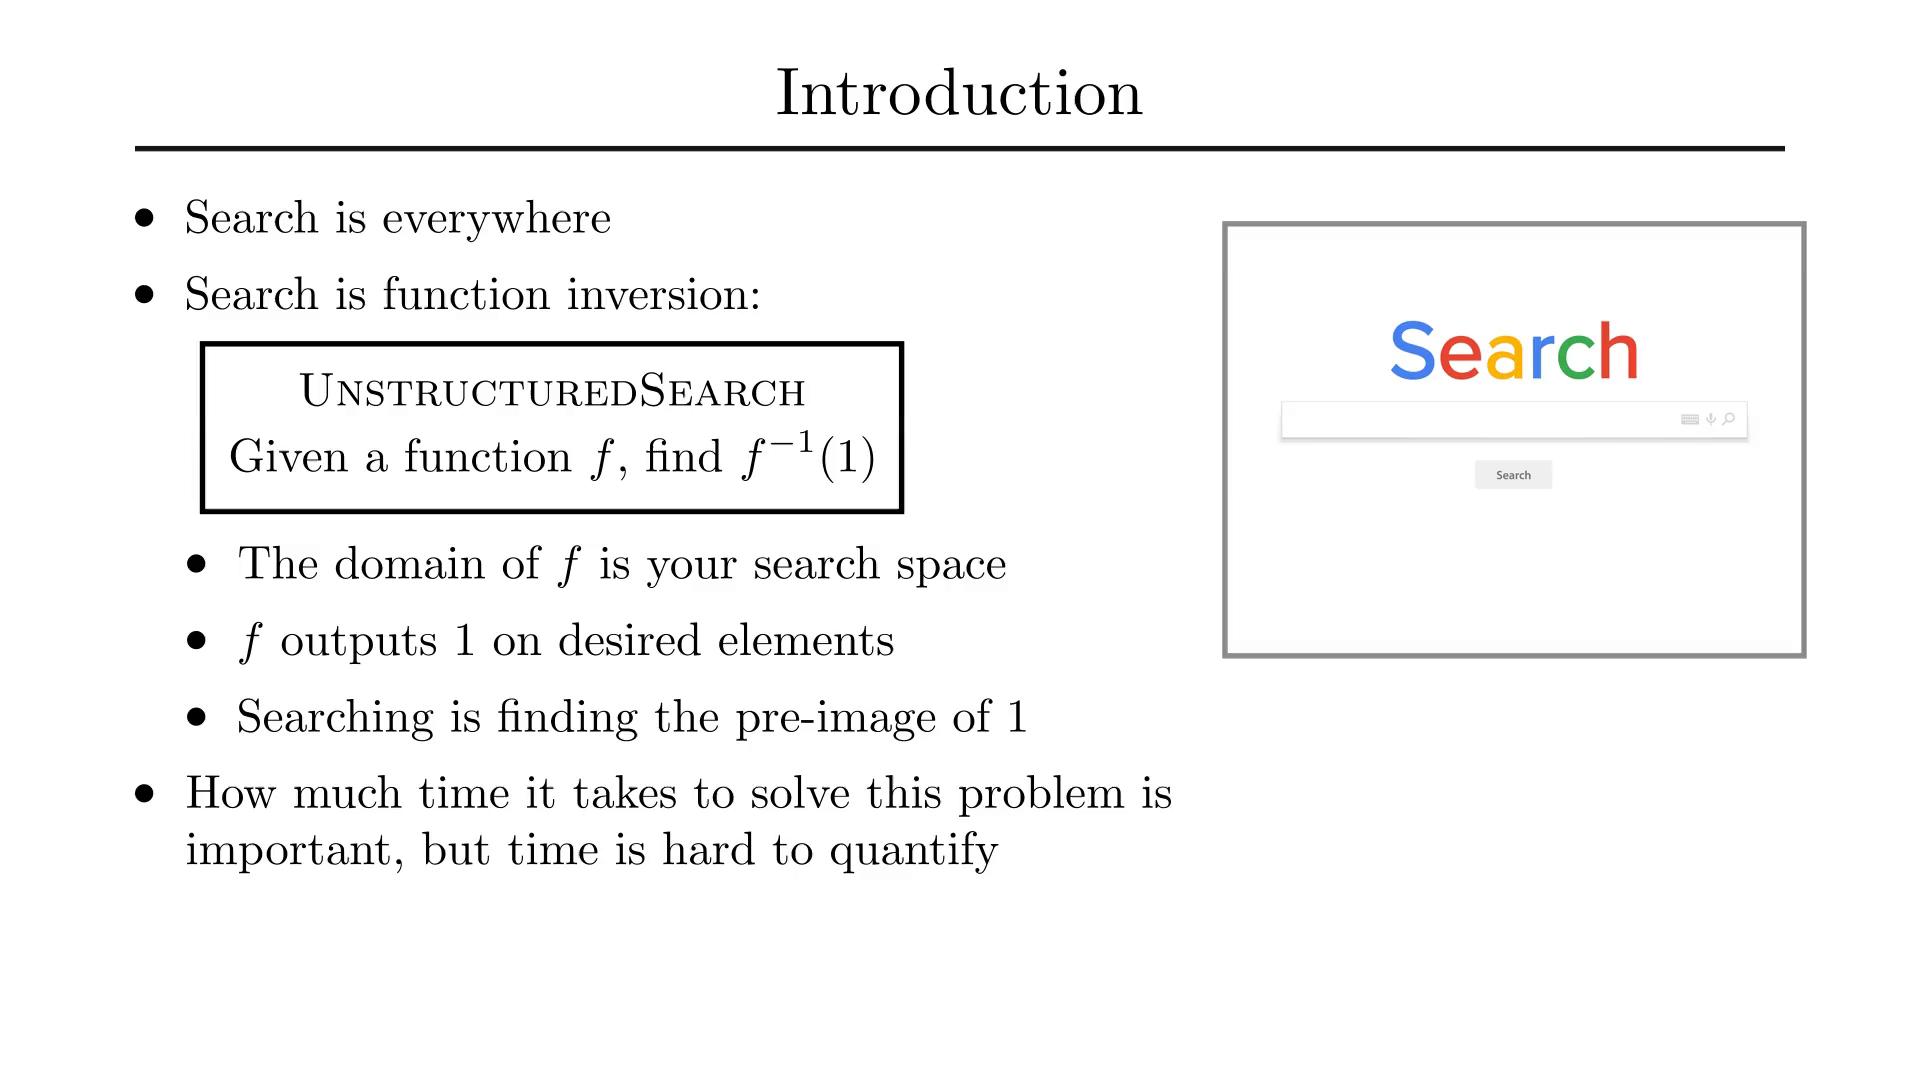 Introduction
• Search is everywhere
• Search is function inversion:
UNSTRUCTUREDSEARCH
Given a function f, find f⁻¹(1)
• The domain of f is your search space
• f outputs 1 on desired elements
• Searching is finding the pre-image of 1
• How much time it takes to solve this problem is
important, but time is hard to quantify
Search
Search